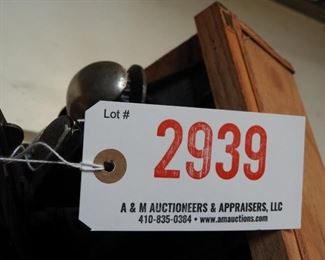 Lot #
2939
A & M AUCTIONEERS & APPRAISERS, LLC
410-835-0384 • www.amauctions.com